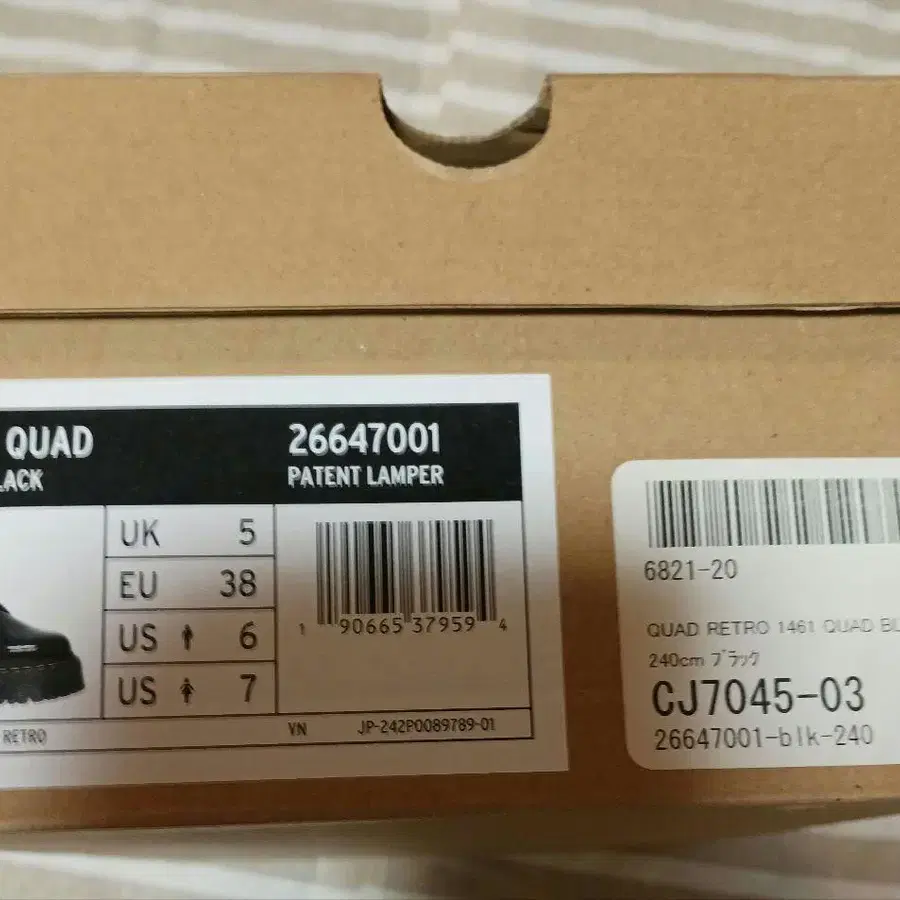 QUAD
26647001
LACK
PATENT LAMPER
UK 5
EU 38
US 6
US 7
1 90665 37959 4
RETRO
VN
JP-242P0089789-01
6821-20
QUAD RETRO 1461 QUAD BL
240cm ブラック
CJ7045-03
26647001-blk-240